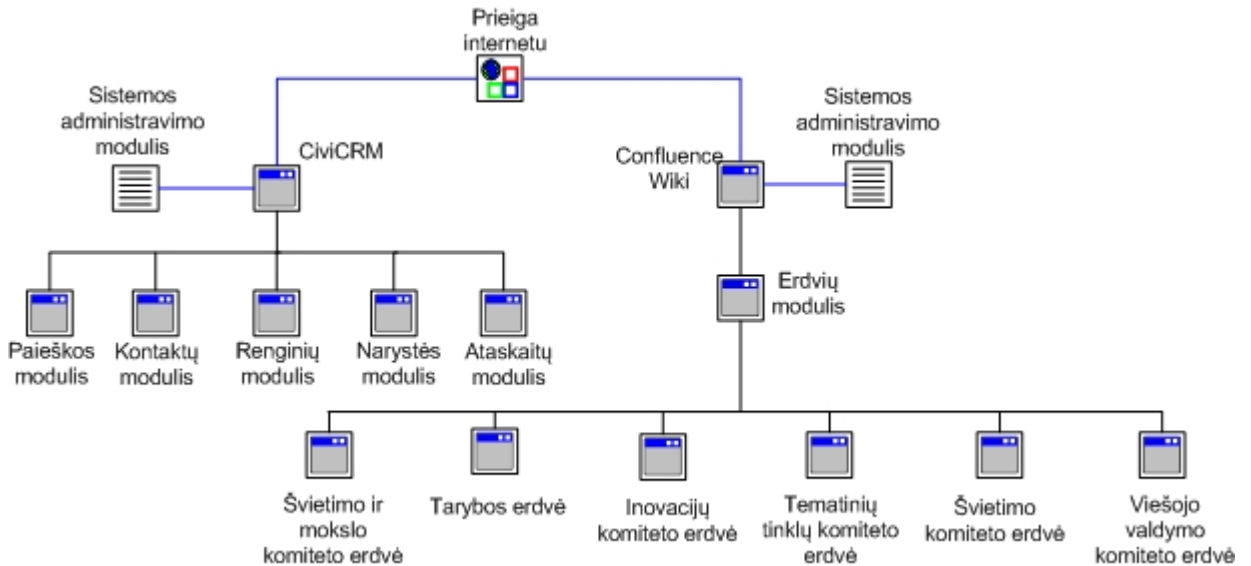 Prieiga
internetu
Sistemos
administravimo
modulis
CiviCRM
Confluence
Wiki
Sistemos
administravimo
modulis
Erdvių
modulis
Paieškos
modulis
Kontaktų
modulis
Renginių
modulis
Narystės
modulis
Ataskaitų
modulis
Švietimo ir
mokslo
komiteto erdvė
Tarybos erdvė
Inovacijų
komiteto erdvė
Tematinių
tinklų komiteto
erdvė
Švietimo
komiteto erdvė
Viešojo
valdymo
komiteto erdvė